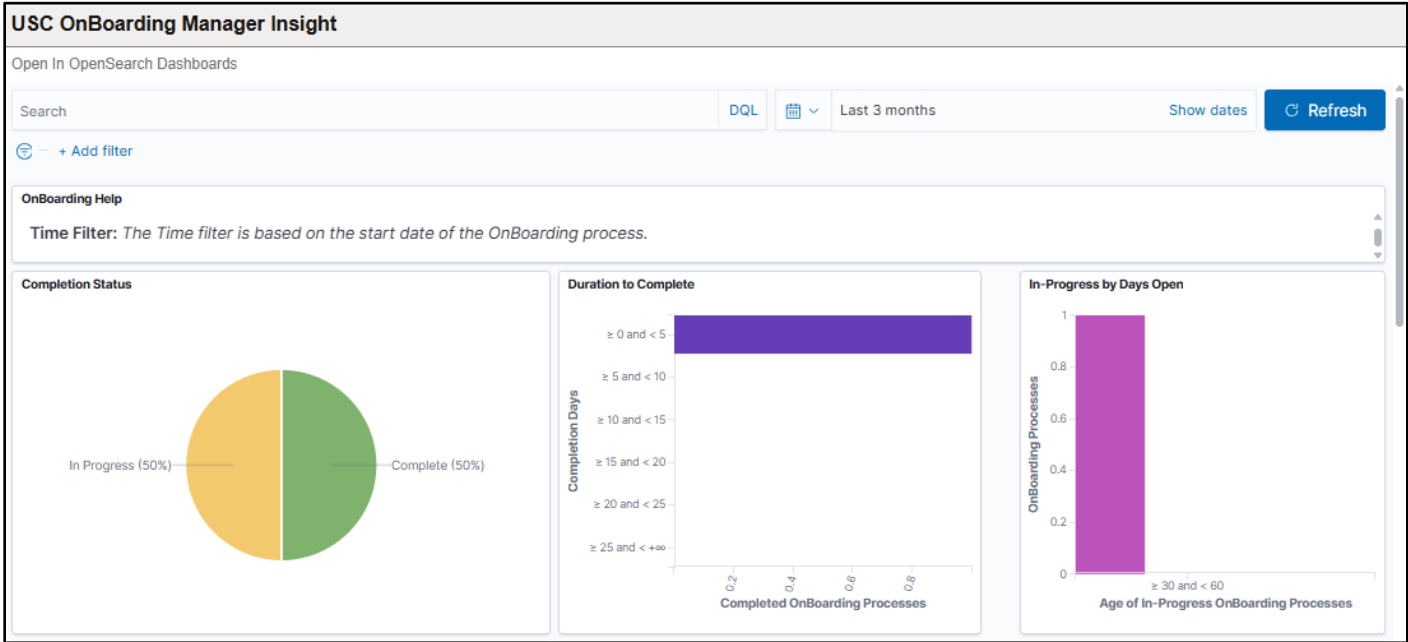 USC OnBoarding Manager Insight
Open In OpenSearch Dashboards
Search
DQL
Last 3 months
Show dates
Refresh
+ Add filter
OnBoarding Help
Time Filter: The Time filter is based on the start date of the OnBoarding process.
Completion Status
In Progress (50%)
Complete (50%)
Duration to Complete
Completion Days
≥ 0 and < 5
≥ 5 and < 10
≥ 10 and < 15
≥ 15 and < 20
≥ 20 and < 25
≥ 25 and < +∞
0.2
0.4
0.6
0.8
Completed OnBoarding Processes
In-Progress by Days Open
OnBoarding Processes
1
0.8
0.6
0.4
0.2
0
≥ 30 and < 60
Age of In-Progress OnBoarding Processes